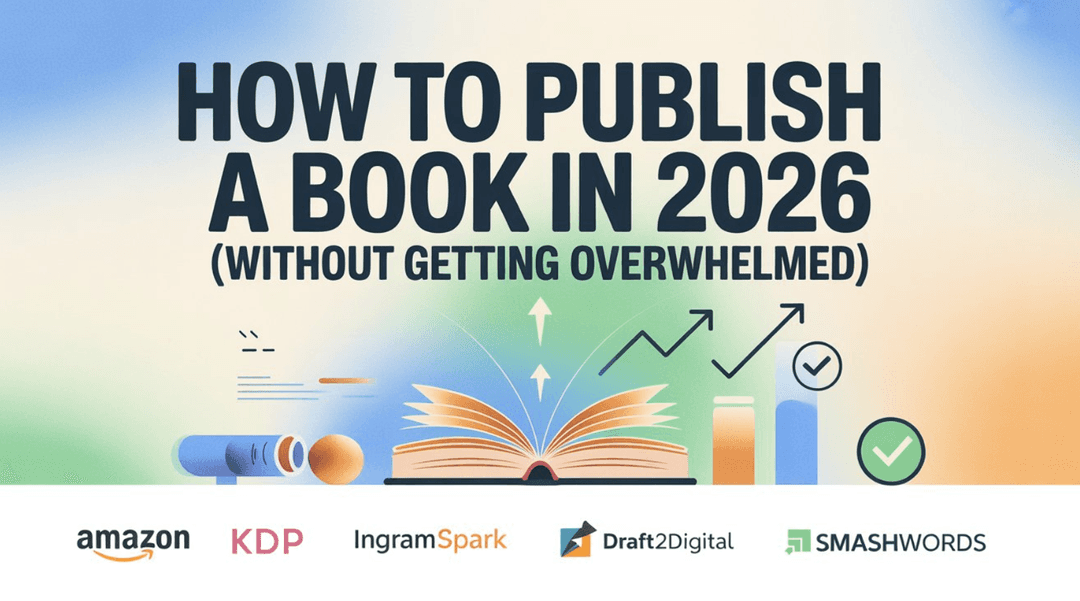 HOW TO PUBLISH
A BOOK IN 2026
(WITHOUT GETTING OVERWHELMED)
amazon KDP IngramSpark Draft2Digital SMASHWORDS